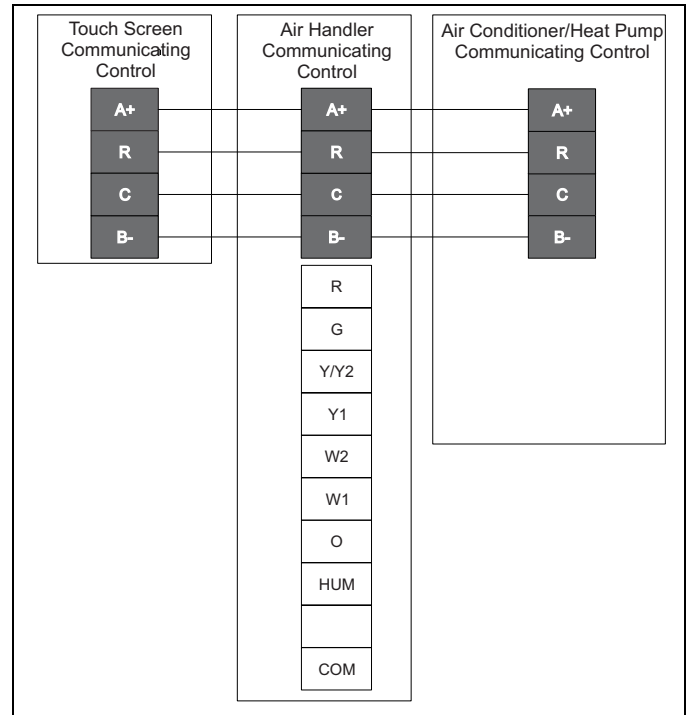 Touch Screen
Communicating
Control
A+
R
C
B-
Air Handler
Communicating
Control
A+
R
C
B-
R
G
Y/Y2
Y1
W2
W1
O
HUM
COM
Air Conditioner/Heat Pump
Communicating Control
A+
R
C
B-